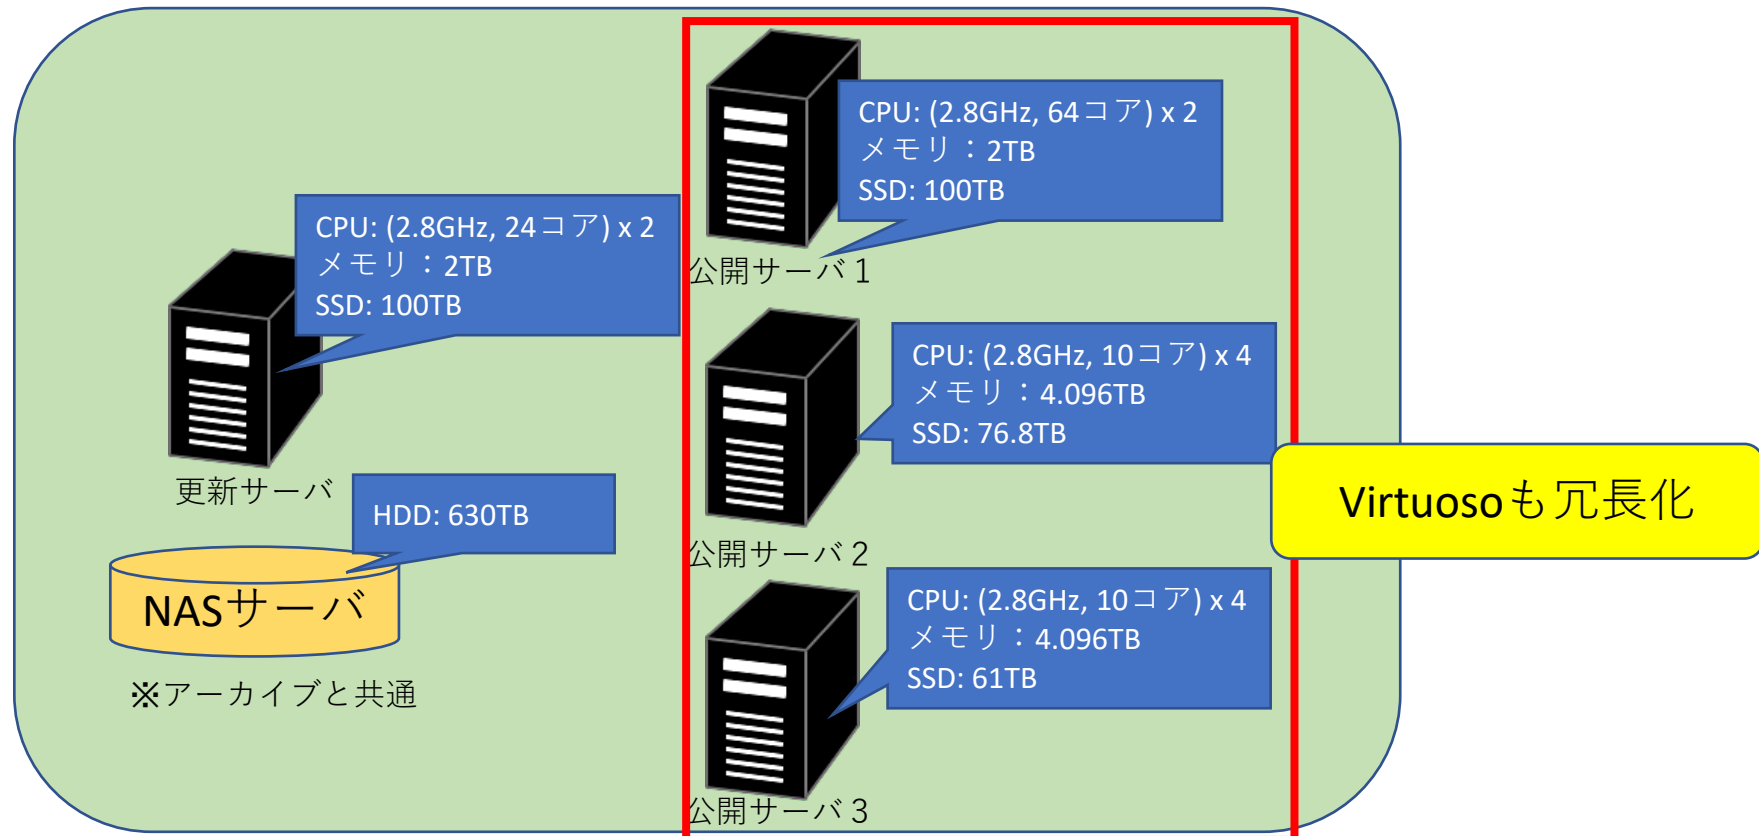 CPU: (2.8GHz, 64コア) x 2
メモリ：2TB
SSD: 100TB
公開サーバ１
CPU: (2.8GHz, 24コア) x 2
メモリ：2TB
SSD: 100TB
更新サーバ
CPU: (2.8GHz, 10コア) x 4
メモリ：4.096TB
SSD: 76.8TB
公開サーバ２
Virtuosoも冗長化
HDD: 630TB
NASサーバ
※アーカイブと共通
CPU: (2.8GHz, 10コア) x 4
メモリ：4.096TB
SSD: 61TB
公開サーバ３